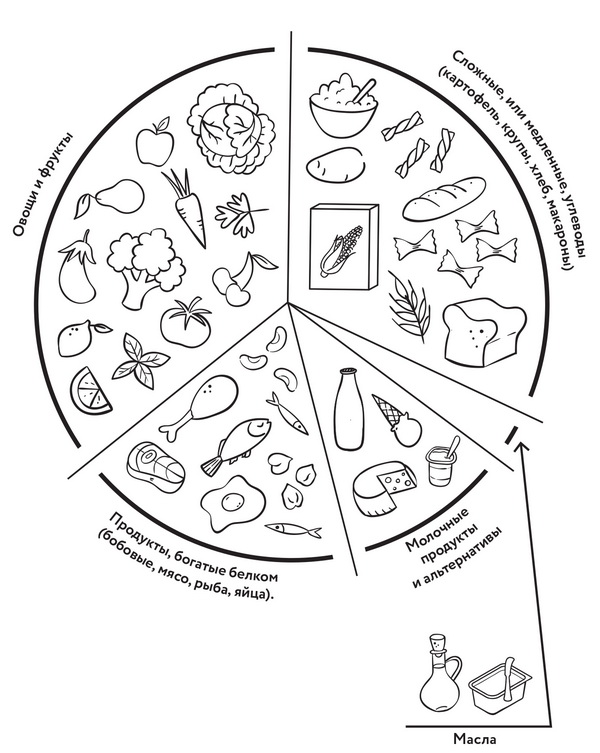 Овощи и фрукты
Сложные, или медленные, углеводы
(картофель, крупы, хлеб, макароны)
Продукты, богатые белком
(бобовые, мясо, рыба, яйца).
Молочные
продукты
и альтернативы
Масла